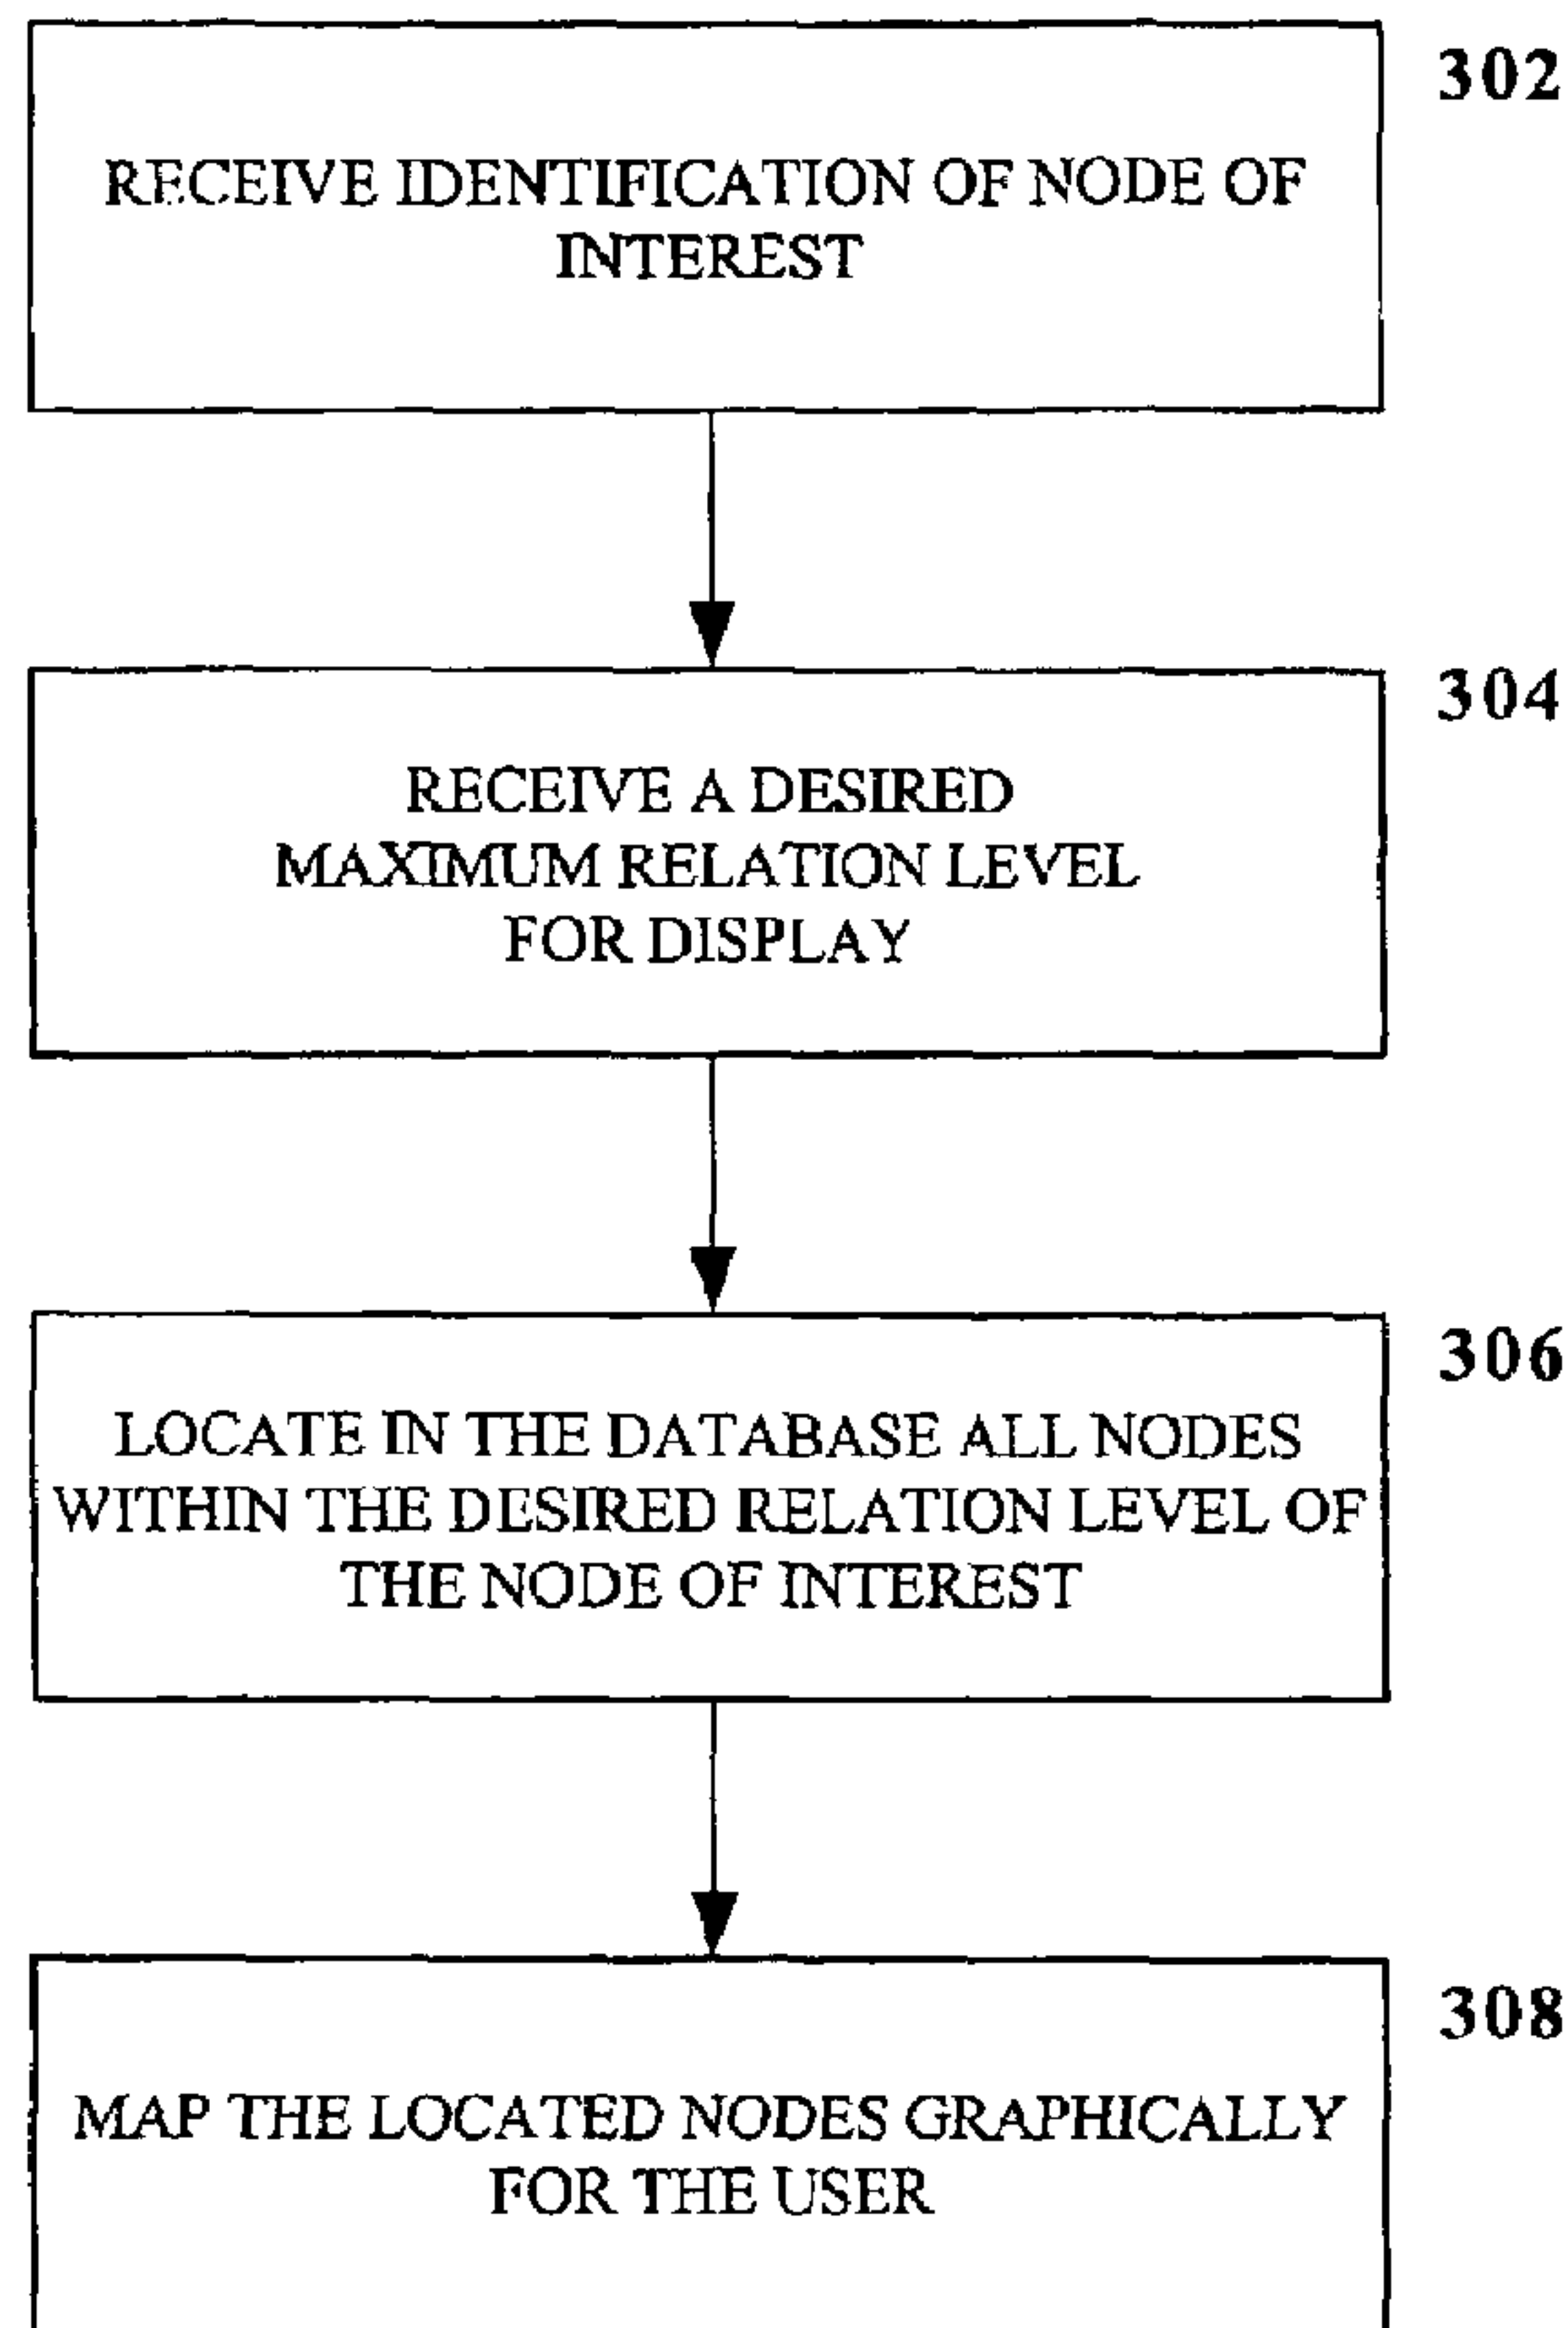 302
RECEIVE IDENTIFICATION OF NODE OF
INTEREST
304
RECEIVE A DESIRED
MAXIMUM RELATION LEVEL
FOR DISPLAY
306
LOCATE IN THE DATABASE ALL NODES
WITHIN THE DESIRED RELATION LEVEL OF
THE NODE OF INTEREST
308
MAP THE LOCATED NODES GRAPHICALLY
FOR THE USER